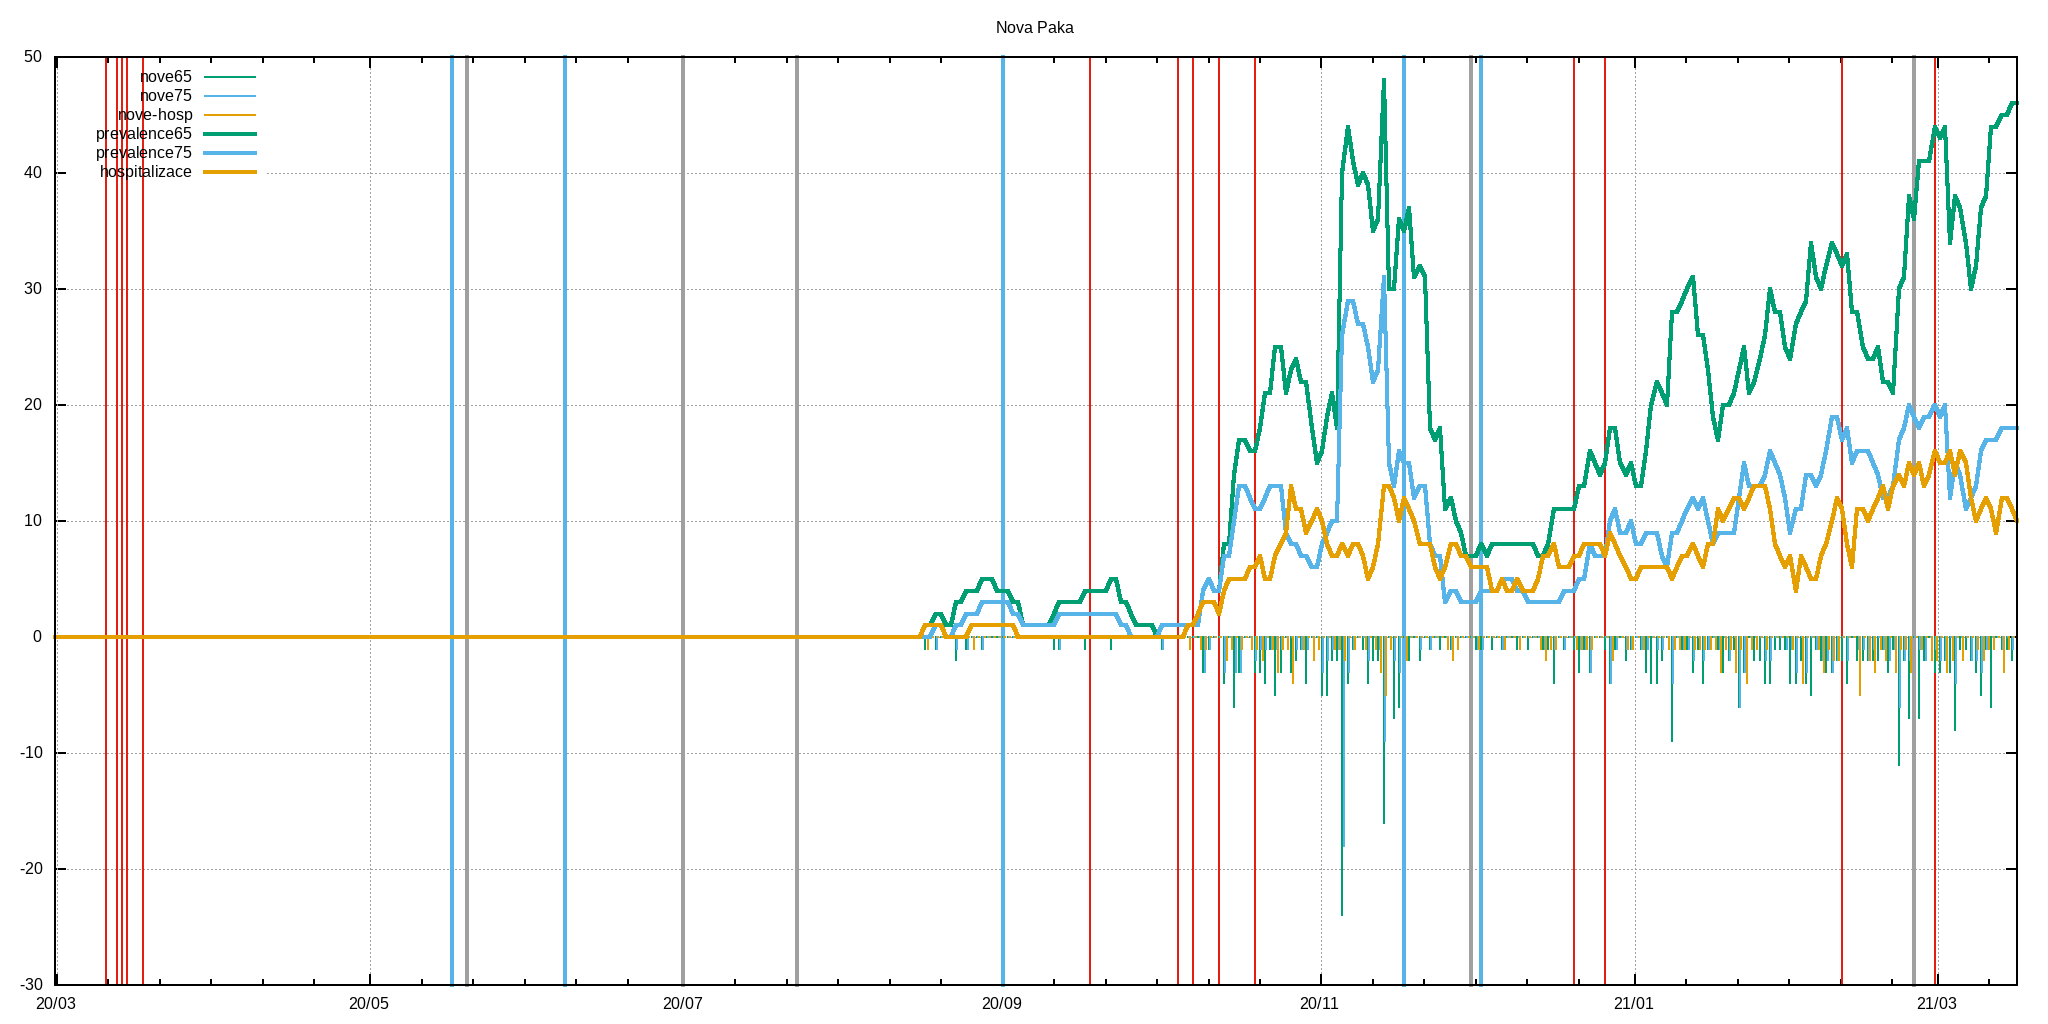 Nova Paka
50
nove65
nove75
nove-hosp
prevalence65
prevalence75
hospitalizace
40
30
20
10
0
-10
-20
-30
20/03 20/05 20/07 20/09 20/11 21/01 21/03